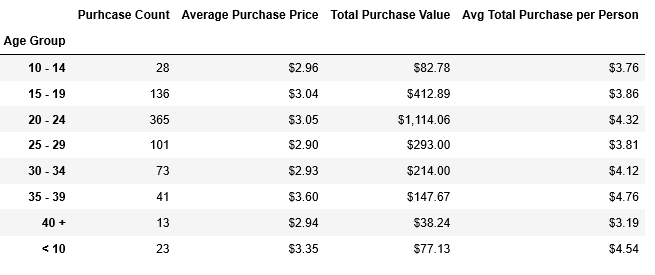 Purhcase Count Average Purchase Price Total Purchase Value Avg Total Purchase per Person
Age Group
10 - 14 28 $2.96 $82.78 $3.76
15 - 19 136 $3.04 $412.89 $3.86
20 - 24 365 $3.05 $1,114.06 $4.32
25 - 29 101 $2.90 $293.00 $3.81
30 - 34 73 $2.93 $214.00 $4.12
35 - 39 41 $3.60 $147.67 $4.76
40 + 13 $2.94 $38.24 $3.19
< 10 23 $3.35 $77.13 $4.54